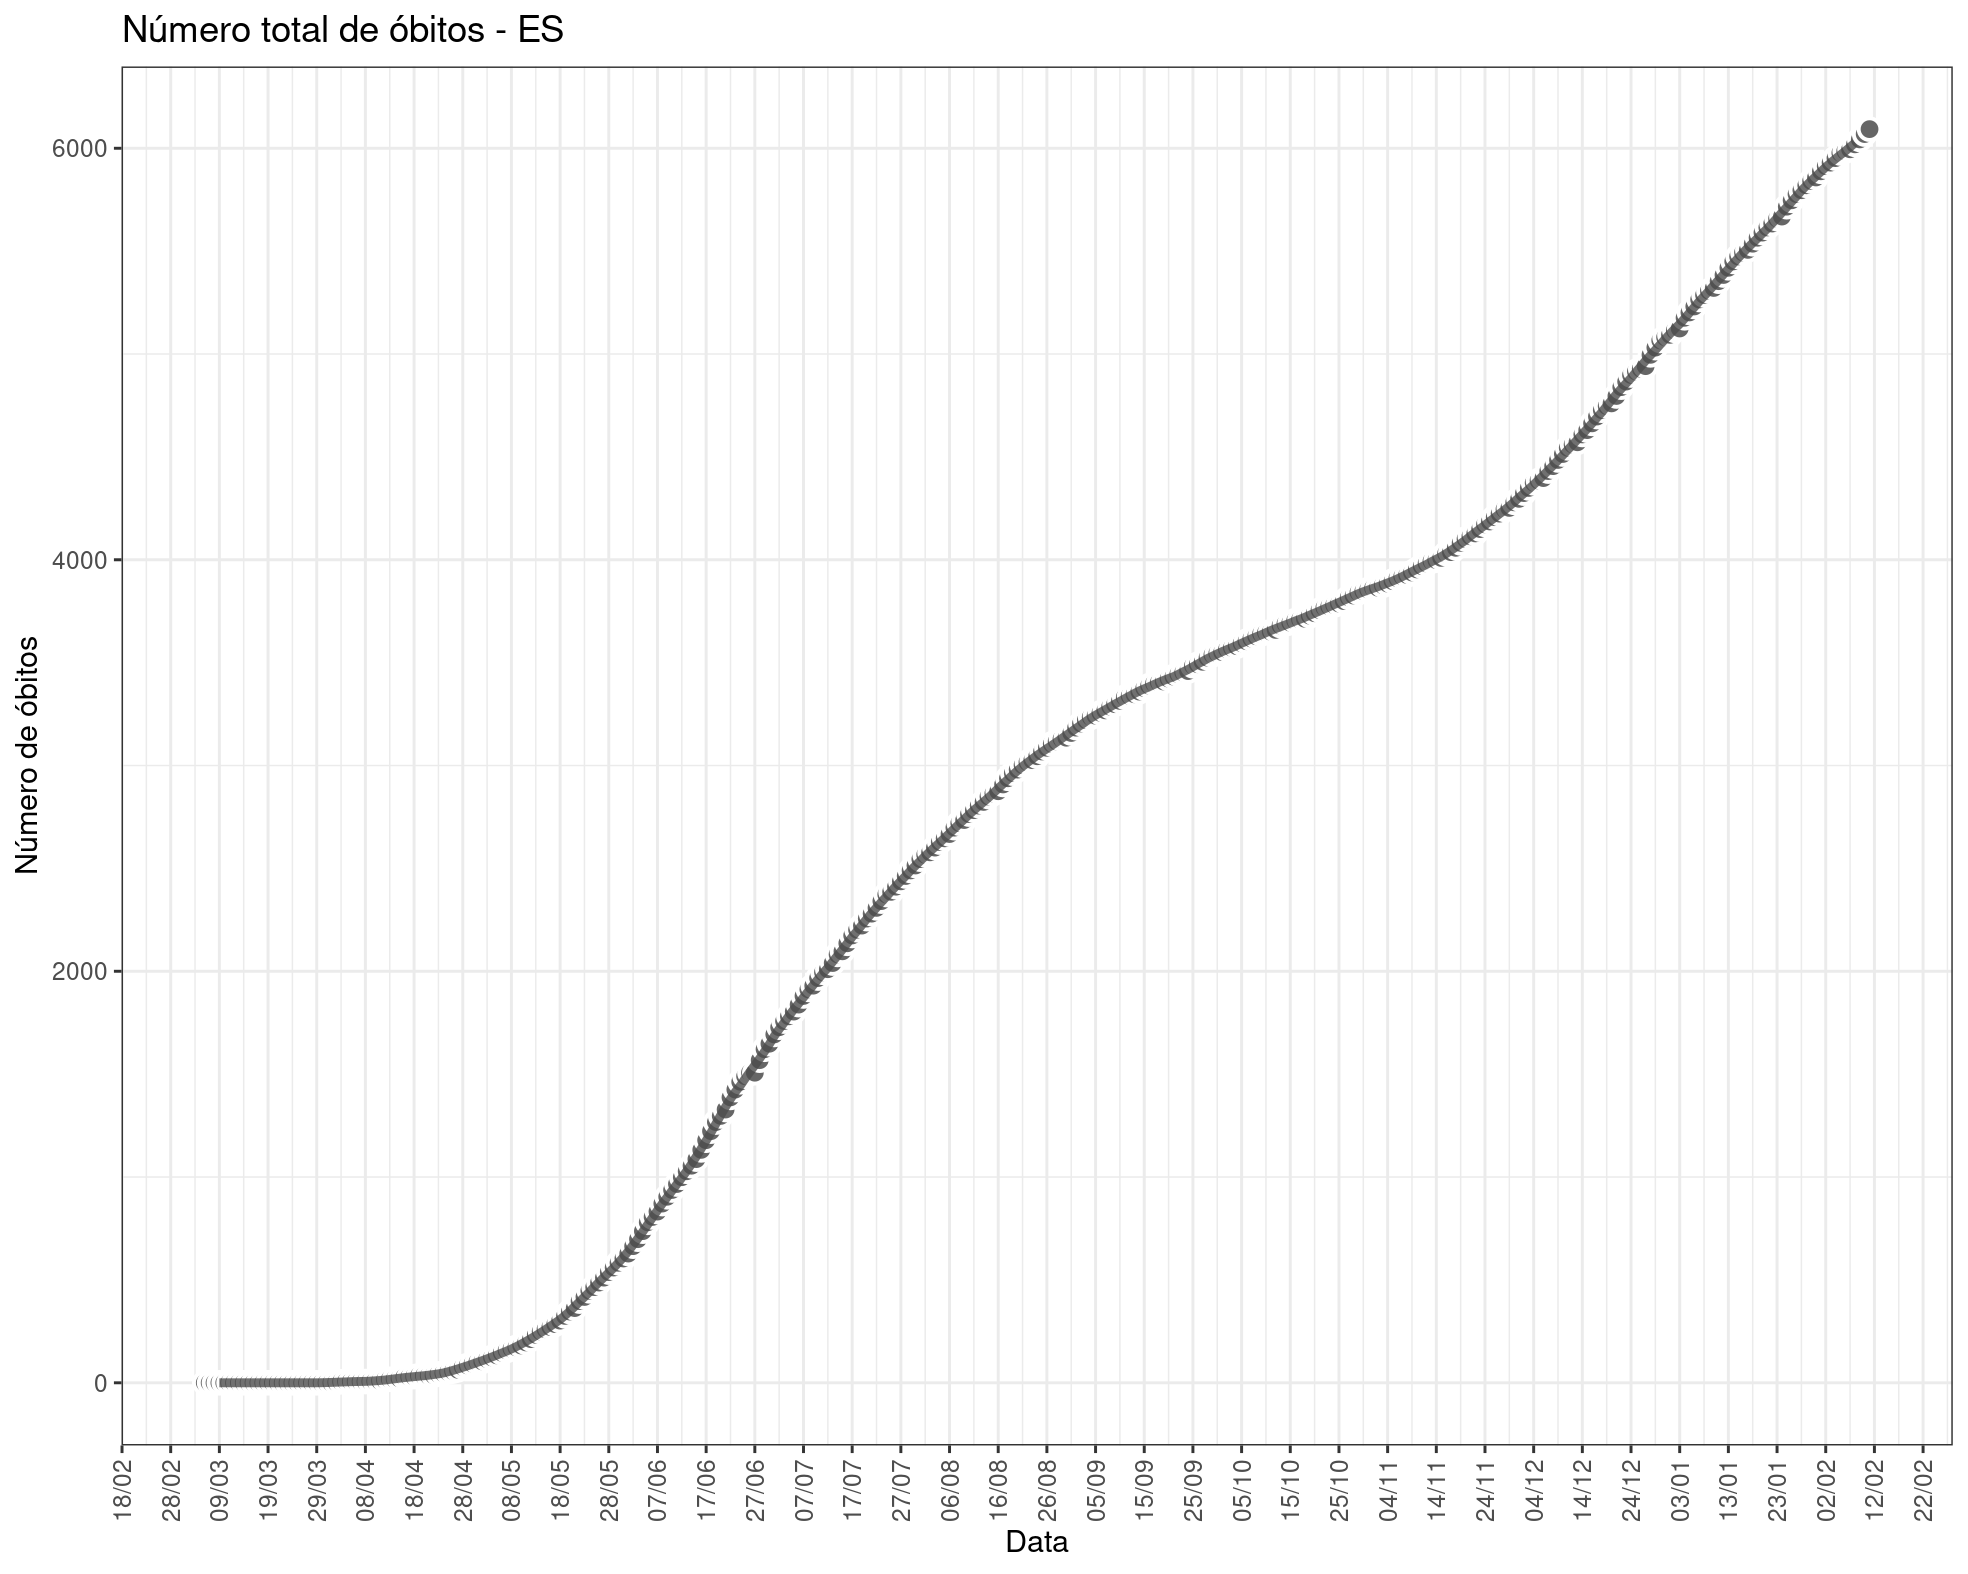 Número total de óbitos - ES
Número de óbitos
6000
4000
2000
0
18/02 28/02 09/03 19/03 29/03 08/04 18/04 28/04 08/05 18/05 28/05 07/06 17/06 27/06 07/07 17/07 27/07 06/08 16/08 26/08 05/09 15/09 25/09 05/10 15/10 25/10 04/11 14/11 24/11 04/12 14/12 24/12 03/01 13/01 23/01 02/02 12/02 22/02
Data